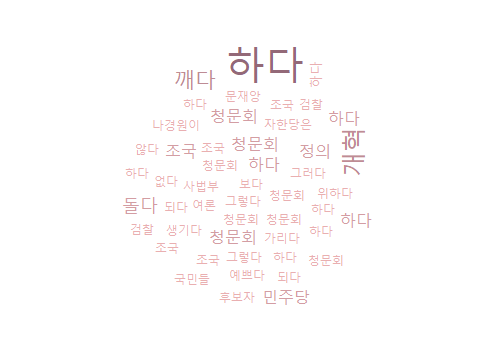 하다
하다
깨다
문재앙
하다
조국
검찰
청문회
하다
나경원이
자한당은
개혁
않다
조국
조국
청문회
정의
청문회
하다
그러다
하다
없다
사법부
보다
청문회
위하다
돌다
되다
여론
그렇다
하다
청문회
청문회
하다
검찰
생기다
청문회
가리다
하다
조국
조국
그렇다
하다
청문회
국민들
예쁘다
되다
후보자
민주당